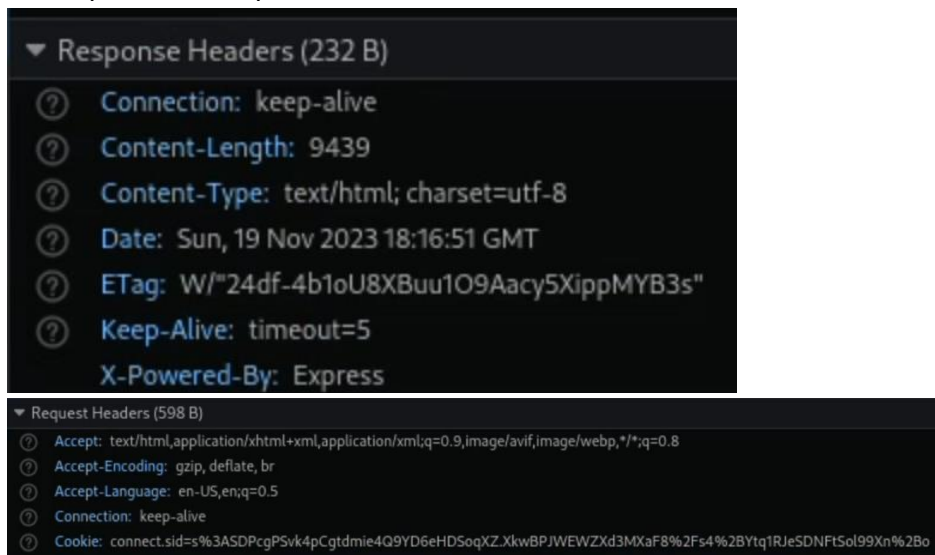 Response Headers (232 B)
Connection: keep-alive
Content-Length: 9439
Content-Type: text/html; charset=utf-8
Date: Sun, 19 Nov 2023 18:16:51 GMT
ETag: W/"24df-4b1oU8XBuu1O9Aacy5XippMYB3s"
Keep-Alive: timeout=5
X-Powered-By: Express
Request Headers (598 B)
Accept: text/html,application/xhtml+xml,application/xml;q=0.9,image/avif,image/webp,*/*;q=0.8
Accept-Encoding: gzip, deflate, br
Accept-Language: en-US,en;q=0.5
Connection: keep-alive
Cookie: connect.sid=s%3ASDPcgPSvk4pCgtdmie4Q9YD6eHDSoqXZ.XkwBPJWEWZXd3MXaF8%2Fs4%2BYtq1RJeSDNFtSol99Xn%2Bo